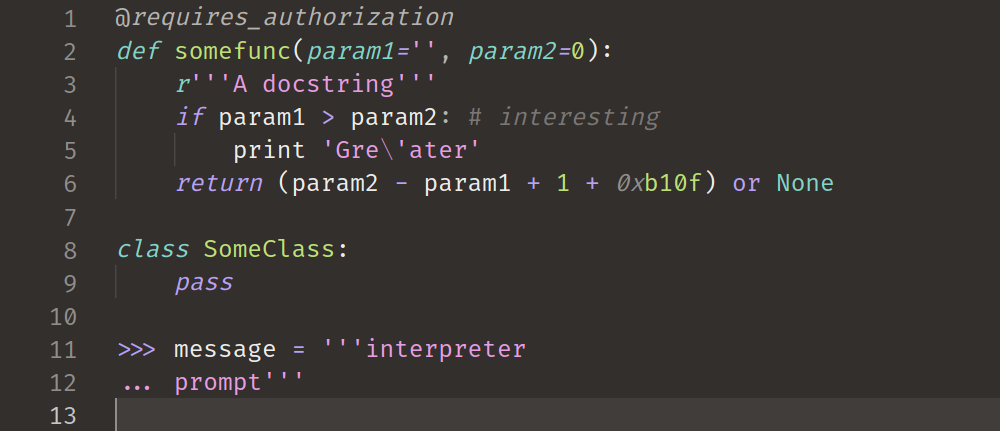 1 @requires_authorization
2 def somefunc(param1='', param2=0):
3     r'''A docstring'''
4     if param1 > param2: # interesting
5         print 'Gre\'ater'
6     return (param2 - param1 + 1 + 0xb10f) or None
7
8 class SomeClass:
9     pass
10
11 >>> message = '''interpreter
12 ... prompt'''
13